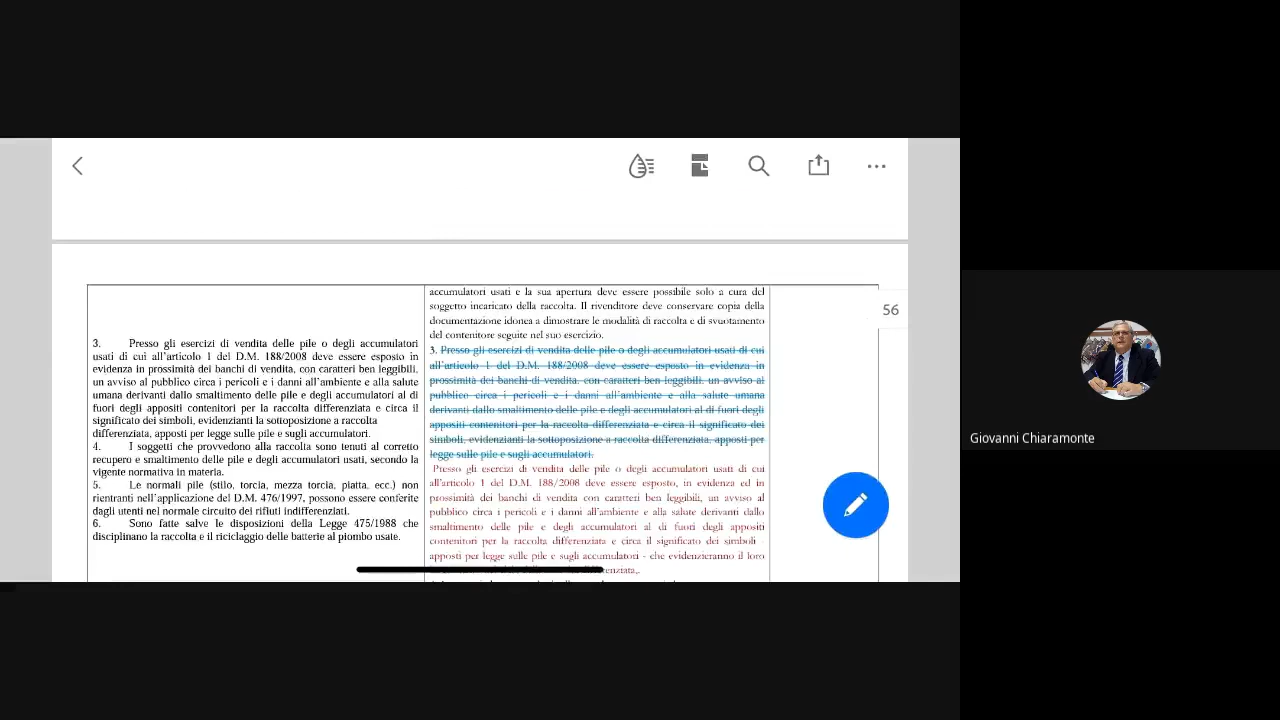 56
3. Presso gli esercizi di vendita delle pile o degli accumulatori
usati di cui all'articolo 1 del D.M. 188/2008 deve essere esposto in
evidenza in prossimità dei banchi di vendita, con caratteri ben leggibili,
un avviso al pubblico circa i pericoli e i danni all'ambiente e alla salute
umana derivanti dallo smaltimento delle pile e degli accumulatori al di
fuori degli appositi contenitori per la raccolta differenziata e circa il
significato dei simboli, evidenzianti la sottoposizione a raccolta
differenziata, apposti per legge sulle pile e sugli accumulatori.
4. I soggetti che provvedono alla raccolta sono tenuti al corretto
recupero e smaltimento delle pile e degli accumulatori usati, secondo la
vigente normativa in materia.
5. Le normali pile (stilo, torcia, mezza torcia, piatta, ecc.) non
rientranti nell'applicazione del D.M. 476/1997, possono essere conferite
dagli utenti nel normale circuito dei rifiuti indifferenziati.
6. Sono fatte salve le disposizioni della Legge 475/1988 che
disciplinano la raccolta e il riciclaggio delle batterie al piombo usate.
accumulatori usati e la sua apertura deve essere possibile solo a cura del
soggetto incaricato della raccolta. Il rivenditore deve conservare copia della
documentazione idonea a dimostrare le modalità di raccolta e di svuotamento
del contenitore seguite nel suo esercizio.
3. Presso gli esercizi di vendita delle pile o degli accumulatori usati di cui
all'articolo 1 del D.M. 188/2008 deve essere esposto in evidenza in
prossimità dei banchi di vendita, con caratteri ben leggibili, un avviso al
pubblico circa i pericoli e i danni all'ambiente e alla salute umana
derivanti dallo smaltimento delle pile e degli accumulatori al di fuori degli
appositi contenitori per la raccolta differenziata e circa il significato dei
simboli, evidenzianti la sottoposizione a raccolta differenziata, apposti per
legge sulle pile e sugli accumulatori.
Presso gli esercizi di vendita delle pile o degli accumulatori usati di cui
all'articolo 1 del D.M. 188/2008 deve essere esposto, in evidenza ed in
prossimità dei banchi di vendita con caratteri ben leggibili, un avviso al
pubblico circa i pericoli e i danni all'ambiente e alla salute derivanti dallo
smaltimento delle pile e degli accumulatori al di fuori degli appositi
contenitori per la raccolta differenziata e circa il significato dei simboli -
apposti per legge sulle pile e sugli accumulatori - che evidenzieranno il loro
Giovanni Chiaramonte